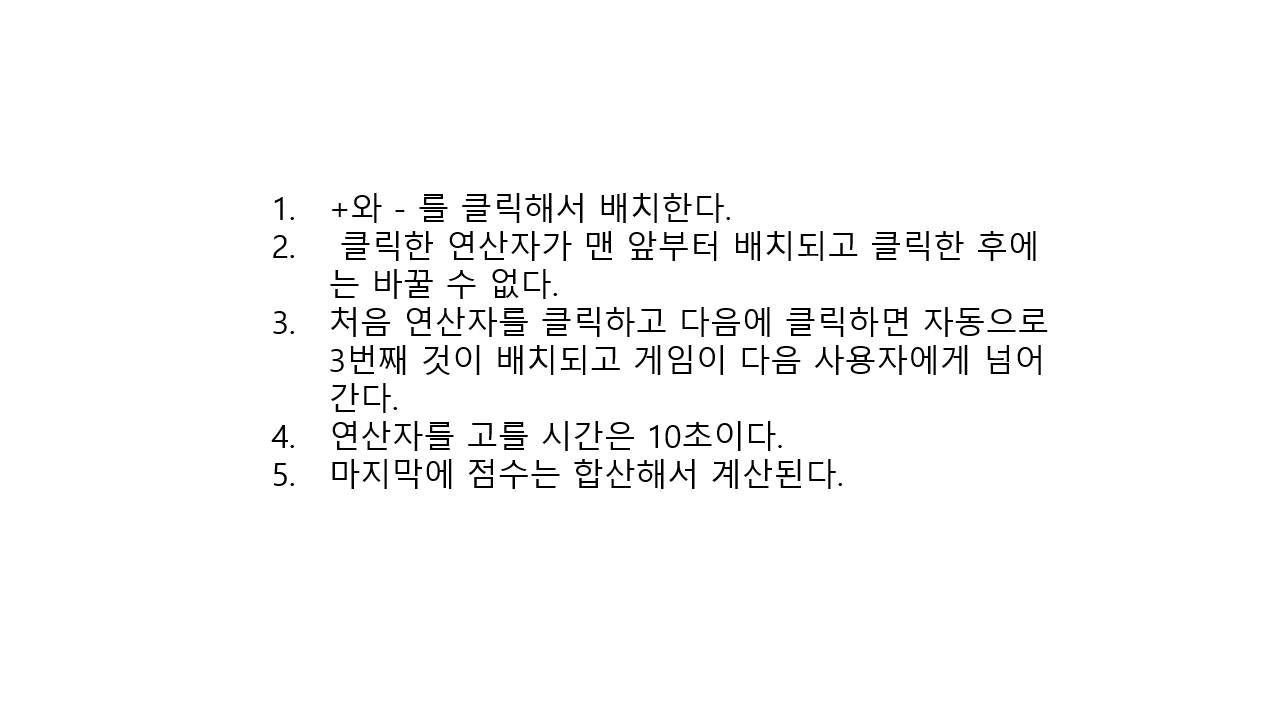 1. +와 - 를 클릭해서 배치한다.
2. 클릭한 연산자가 맨 앞부터 배치되고 클릭한 후에
는 바꿀 수 없다.
3. 처음 연산자를 클릭하고 다음에 클릭하면 자동으로
3번째 것이 배치되고 게임이 다음 사용자에게 넘어
간다.
4. 연산자를 고를 시간은 10초이다.
5. 마지막에 점수는 합산해서 계산된다.